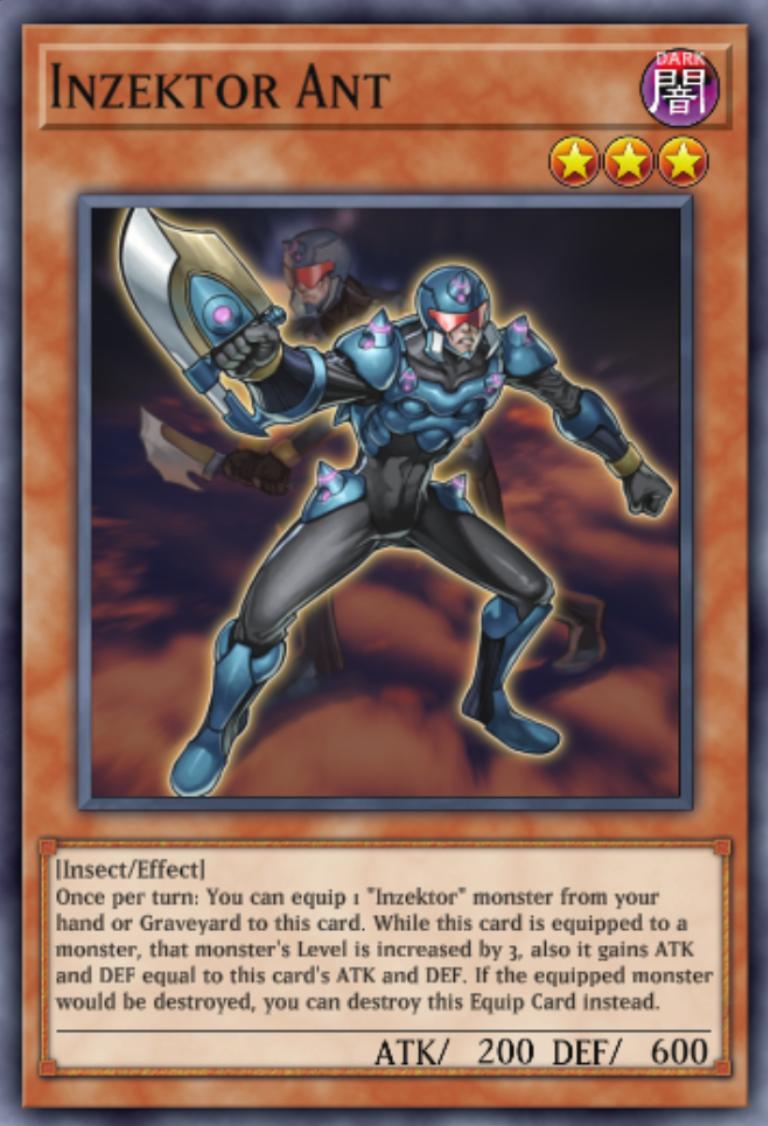 Inzektor Ant
DARK
闇
[Insect/Effect]
Once per turn: You can equip 1 "Inzektor" monster from your
hand or Graveyard to this card. While this card is equipped to a
monster, that monster's Level is increased by 3, also it gains ATK
and DEF equal to this card's ATK and DEF. If the equipped monster
would be destroyed, you can destroy this Equip Card instead.
ATK/ 200 DEF/ 600